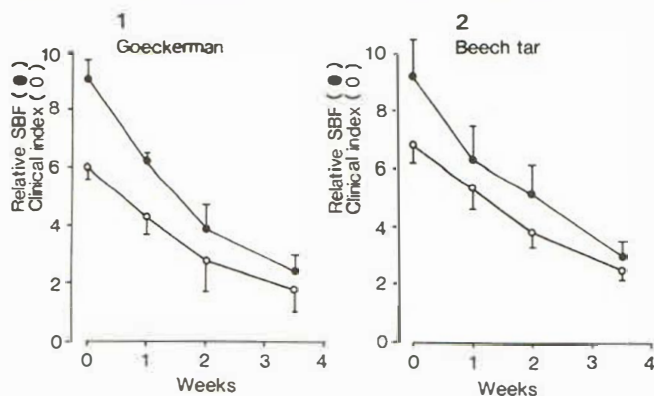 1
Goeckerman
Relative SBF (●)
Clinical index (O)
10
8
6
4
2
0
0 1 2 3 4
Weeks
2
Beech tar
Relative SBF (●)
Clinical index (O)
10
8
6
4
2
0
0 1 2 3 4
Weeks